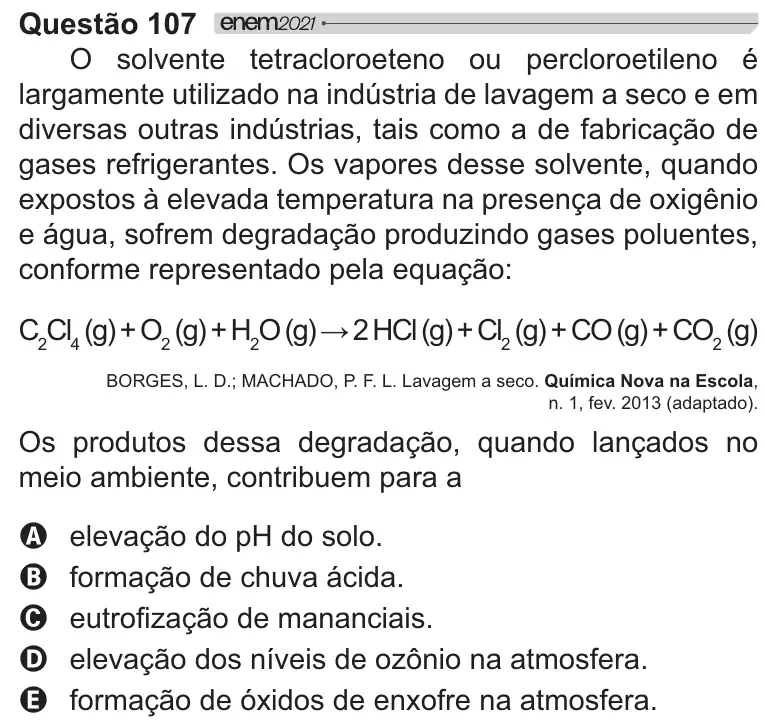 Questão 107 enem2021
O solvente tetracloroeteno ou percloroetileno é
largamente utilizado na indústria de lavagem a seco e em
diversas outras indústrias, tais como a de fabricação de
gases refrigerantes. Os vapores desse solvente, quando
expostos à elevada temperatura na presença de oxigênio
e água, sofrem degradação produzindo gases poluentes,
conforme representado pela equação:
C₂Cl₄ (g) + O₂ (g) + H₂O (g) → 2 HCl (g) + Cl₂ (g) + CO (g) + CO₂ (g)
BORGES, L. D.; MACHADO, P. F. L. Lavagem a seco. Química Nova na Escola,
n. 1, fev. 2013 (adaptado).
Os produtos dessa degradação, quando lançados no
meio ambiente, contribuem para a
A elevação do pH do solo.
B formação de chuva ácida.
C eutrofização de mananciais.
D elevação dos níveis de ozônio na atmosfera.
E formação de óxidos de enxofre na atmosfera.